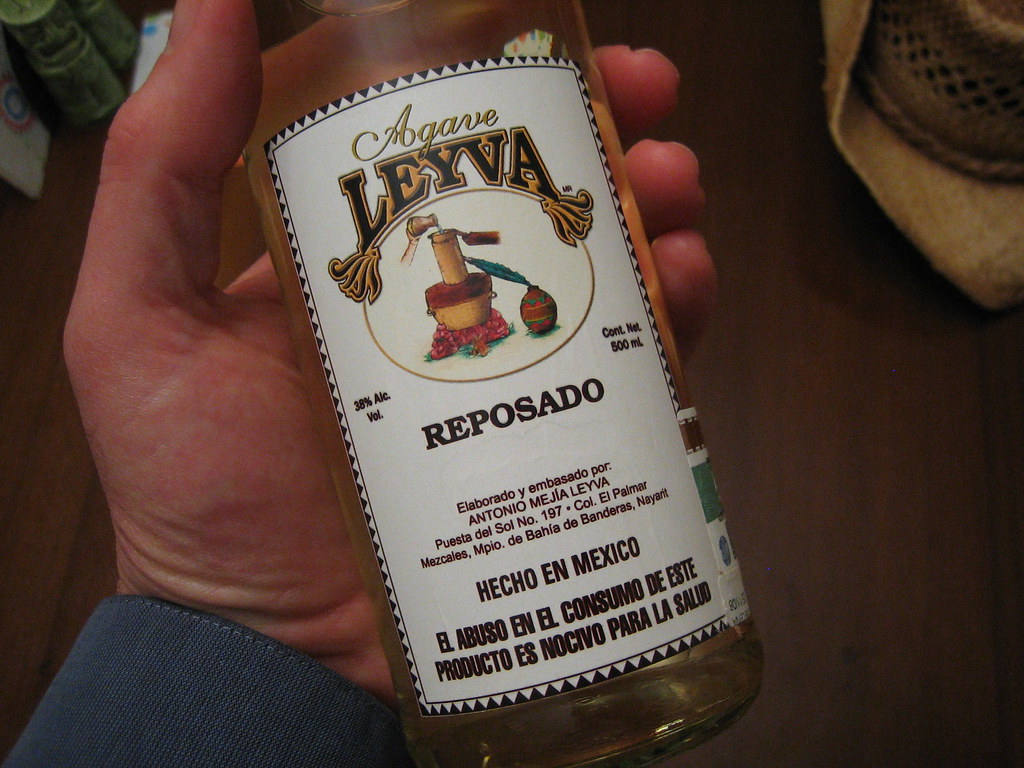 Agave
LEYVA
MR
Cont. Net.
500 ml.
38% Alc.
Vol.
REPOSADO
Elaborado y embasado por:
ANTONIO MEJÍA LEYVA
Puesta del Sol No. 197 • Col. El Palmar
Mezcales, Mpio. de Bahía de Banderas, Nayarit
HECHO EN MEXICO
EL ABUSO EN EL CONSUMO DE ESTE
PRODUCTO ES NOCIVO PARA LA SALUD